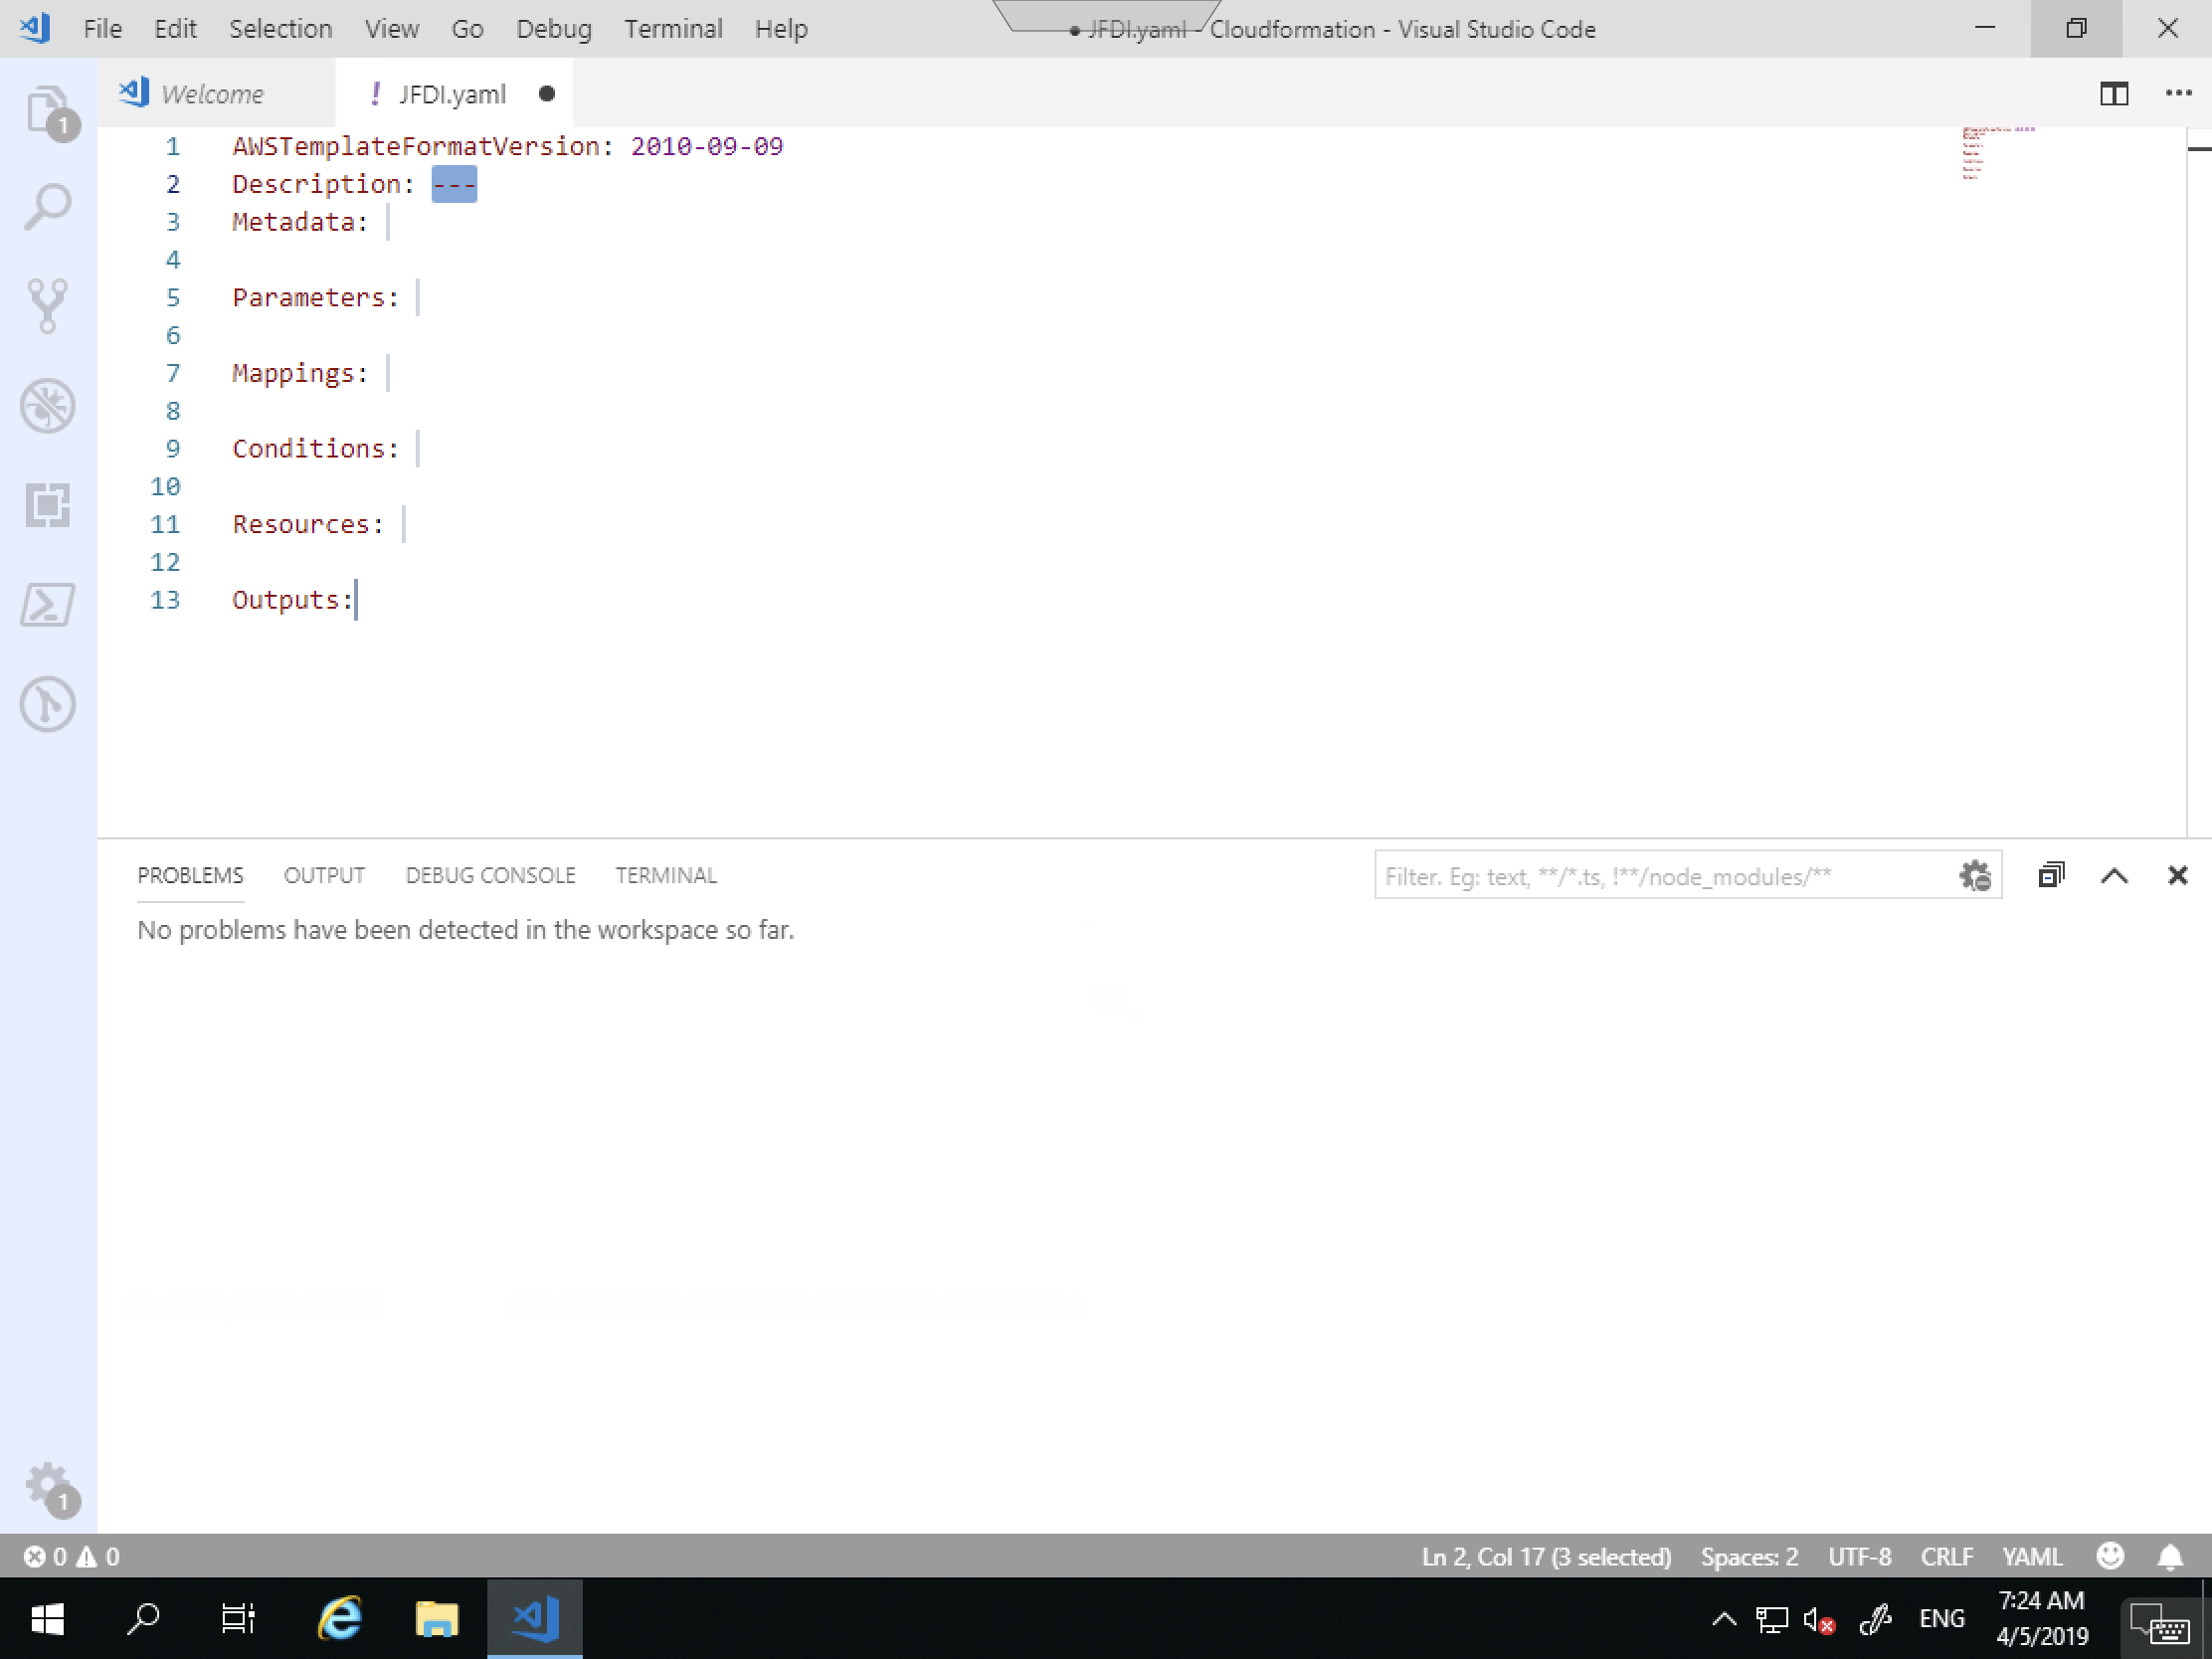 File Edit Selection View Go Debug Terminal Help ● JFDI.yaml - Cloudformation - Visual Studio Code
Welcome ! JFDI.yaml ●
1
1 AWSTemplateFormatVersion: 2010-09-09
2 Description: ---
3 Metadata:
4
5 Parameters:
6
7 Mappings:
8
9 Conditions:
10
11 Resources:
12
13 Outputs:
PROBLEMS OUTPUT DEBUG CONSOLE TERMINAL Filter. Eg: text, **/*.ts, !**/node_modules/**
No problems have been detected in the workspace so far.
1
0 0 Ln 2, Col 17 (3 selected) Spaces: 2 UTF-8 CRLF YAML
ENG 7:24 AM
4/5/2019